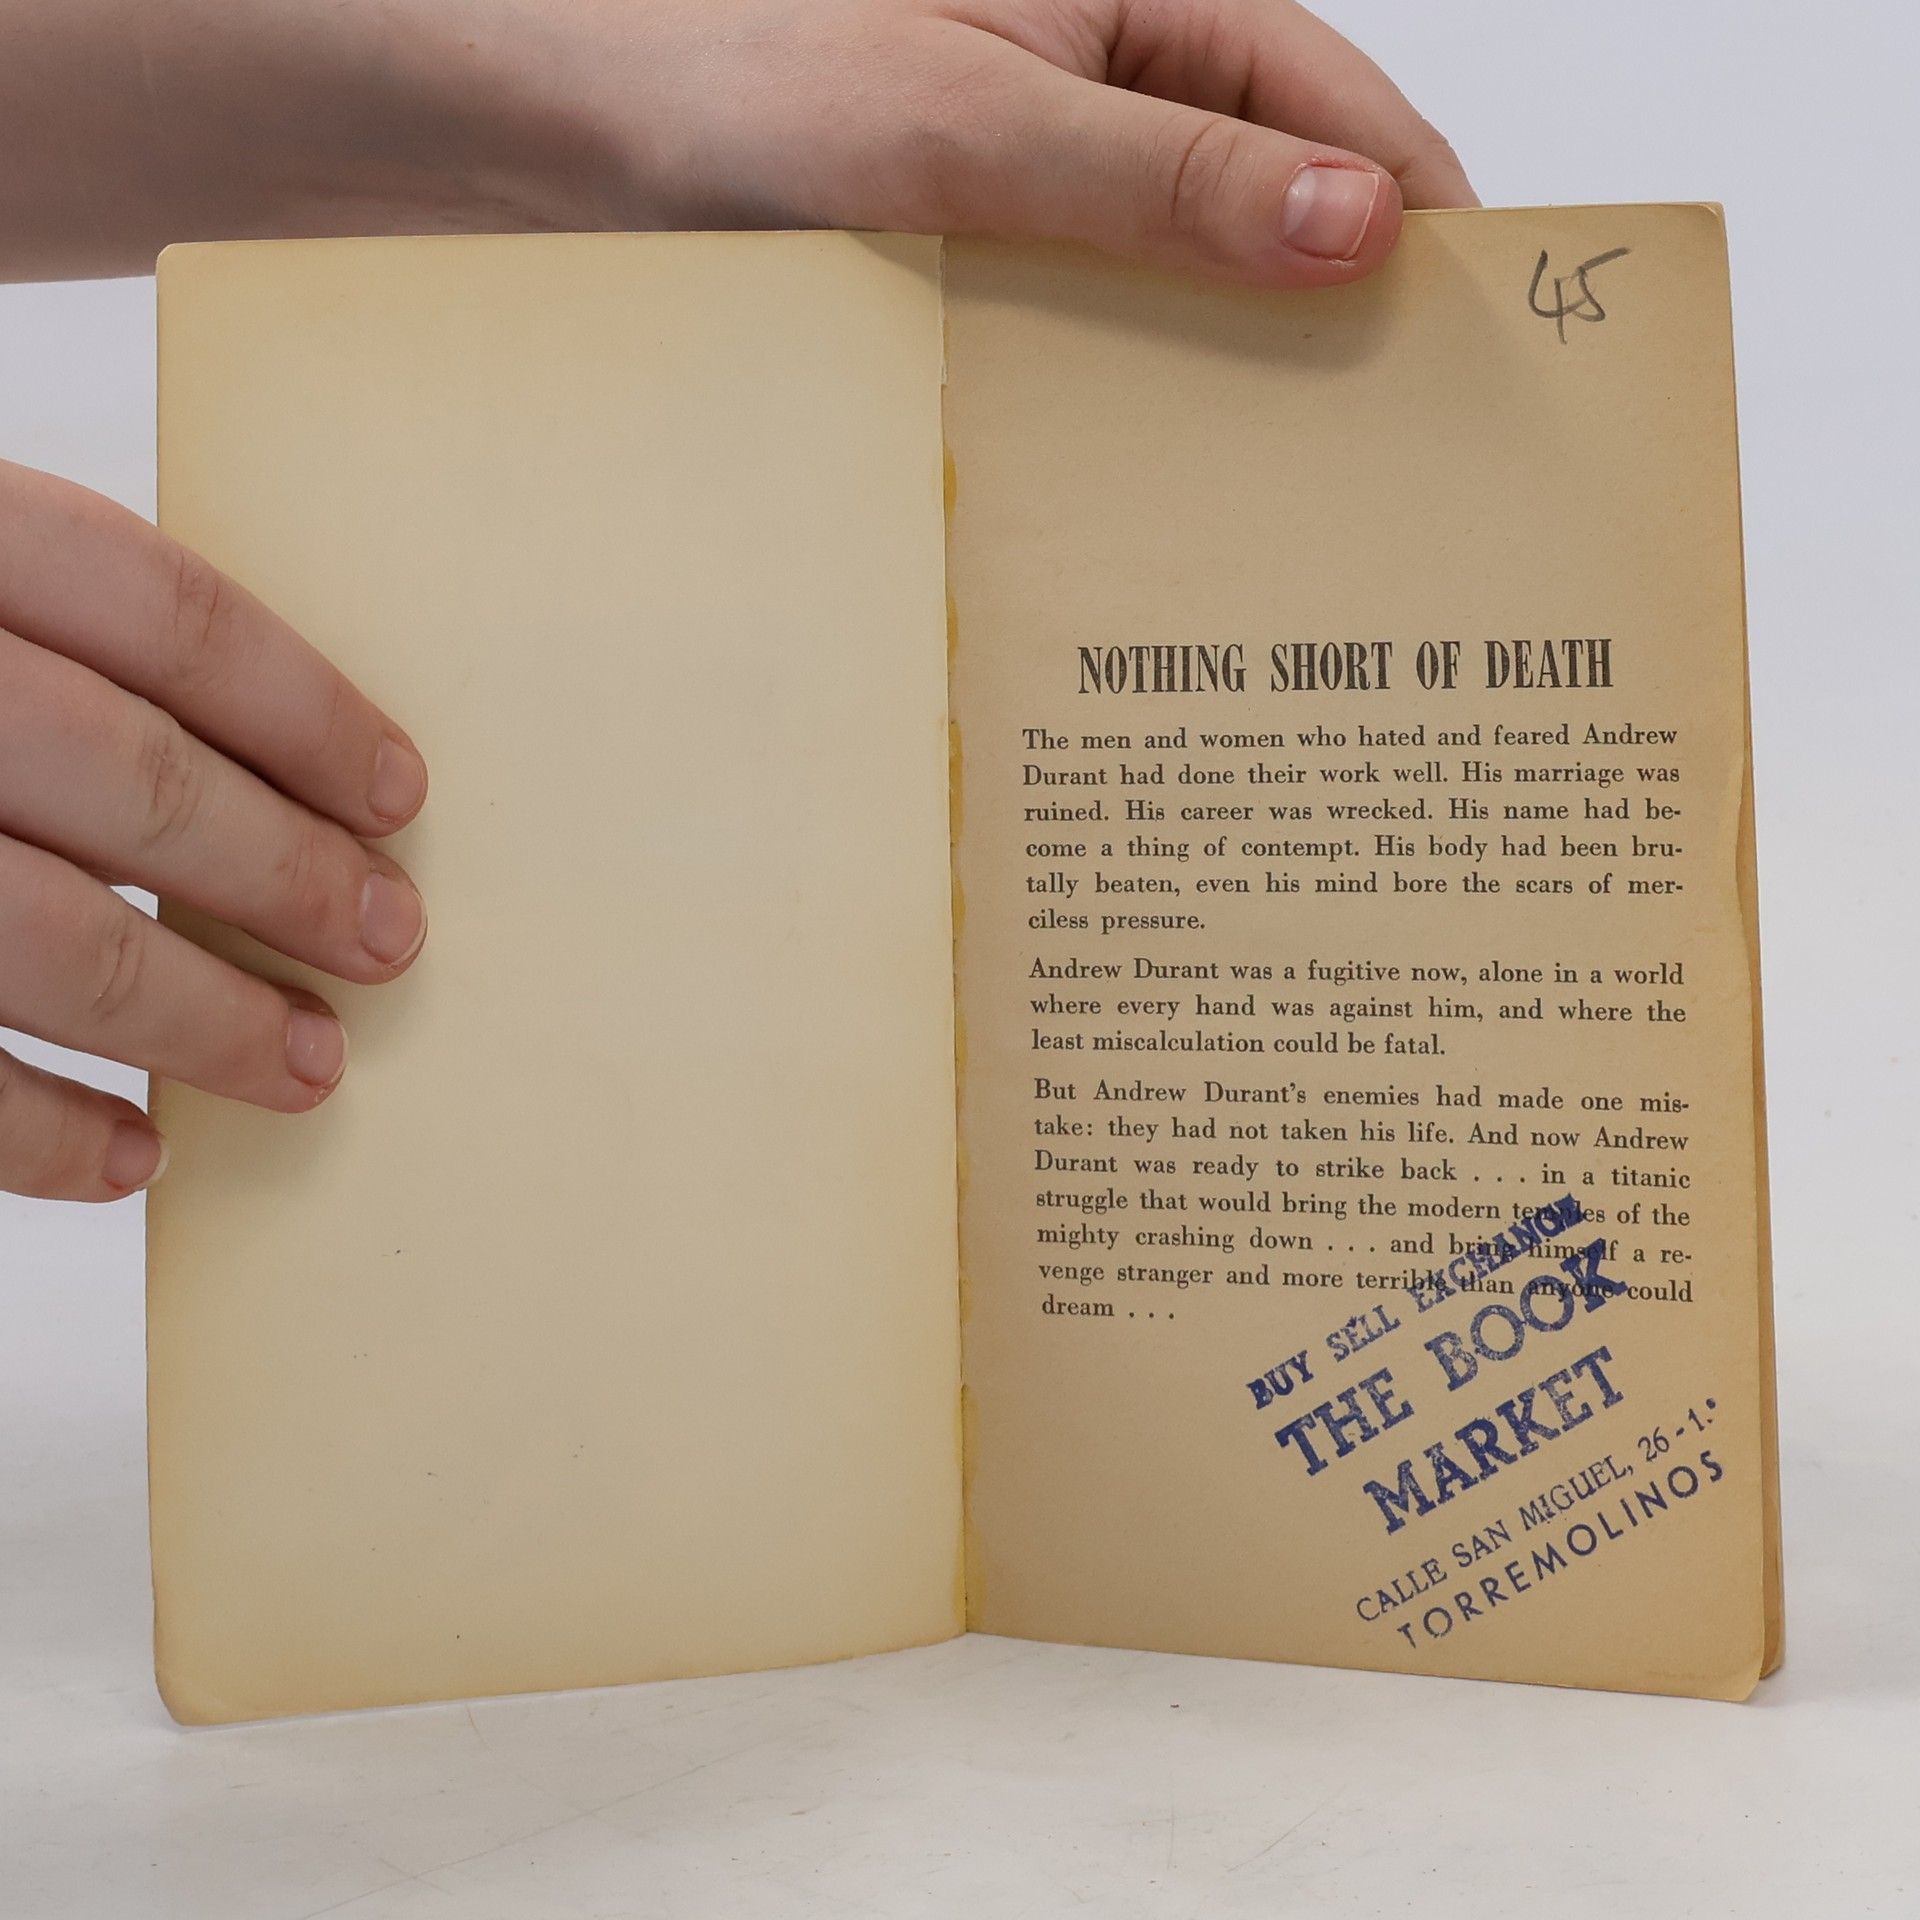 45
NOTHING SHORT OF DEATH
The men and women who hated and feared Andrew
Durant had done their work well. His marriage was
ruined. His career was wrecked. His name had be-
come a thing of contempt. His body had been bru-
tally beaten, even his mind bore the scars of mer-
ciless pressure.
Andrew Durant was a fugitive now, alone in a world
where every hand was against him, and where the
least miscalculation could be fatal.
But Andrew Durant's enemies had made one mis-
take: they had not taken his life. And now Andrew
Durant was ready to strike back . . . in a titanic
struggle that would bring the modern temples of the
mighty crashing down . . . and bring himself a re-
venge stranger and more terrible than anyone could
dream . . .
BUY SELL EXCHANGE
THE BOOK
MARKET
CALLE SAN MIGUEL, 26 - 1.º
TORREMOLINOS